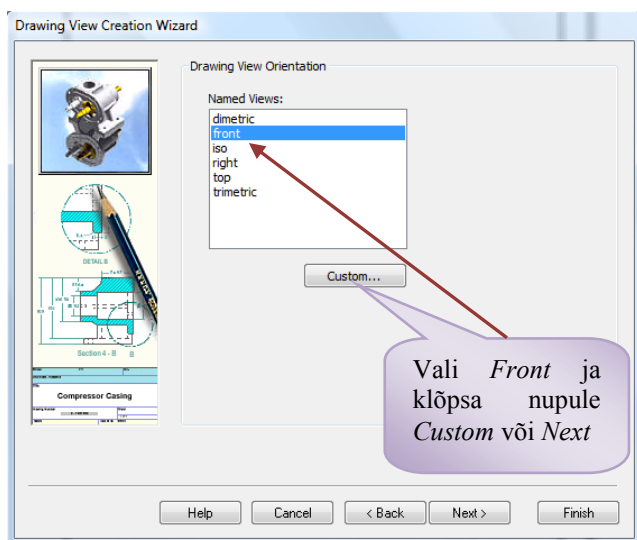 Drawing View Creation Wizard
Drawing View Orientation
Named Views:
dimetric
front
iso
right
top
trimetric
Custom...
DETAIL B
Section 4 - B
B
Compressor Casing
Vali Front ja
klõpsa nupule
Custom või Next
Help
Cancel
< Back
Next >
Finish